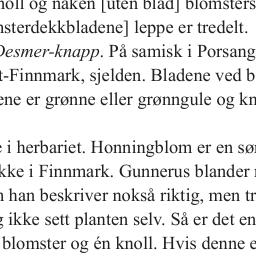 noll og naken [uten blad] blomsters
nsterdekkbladene] leppe er tredelt.
Desmer-knapp. På samisk i Porsang
t-Finnmark, sjelden. Bladene ved b
ene er grønne eller grønngule og kn
e i herbariet. Honningblom er en sø
kke i Finnmark. Gunnerus blander
n han beskriver nokså riktig, men tr
g ikke sett planten selv. Så er det en
blomster og én knoll. Hvis denne e